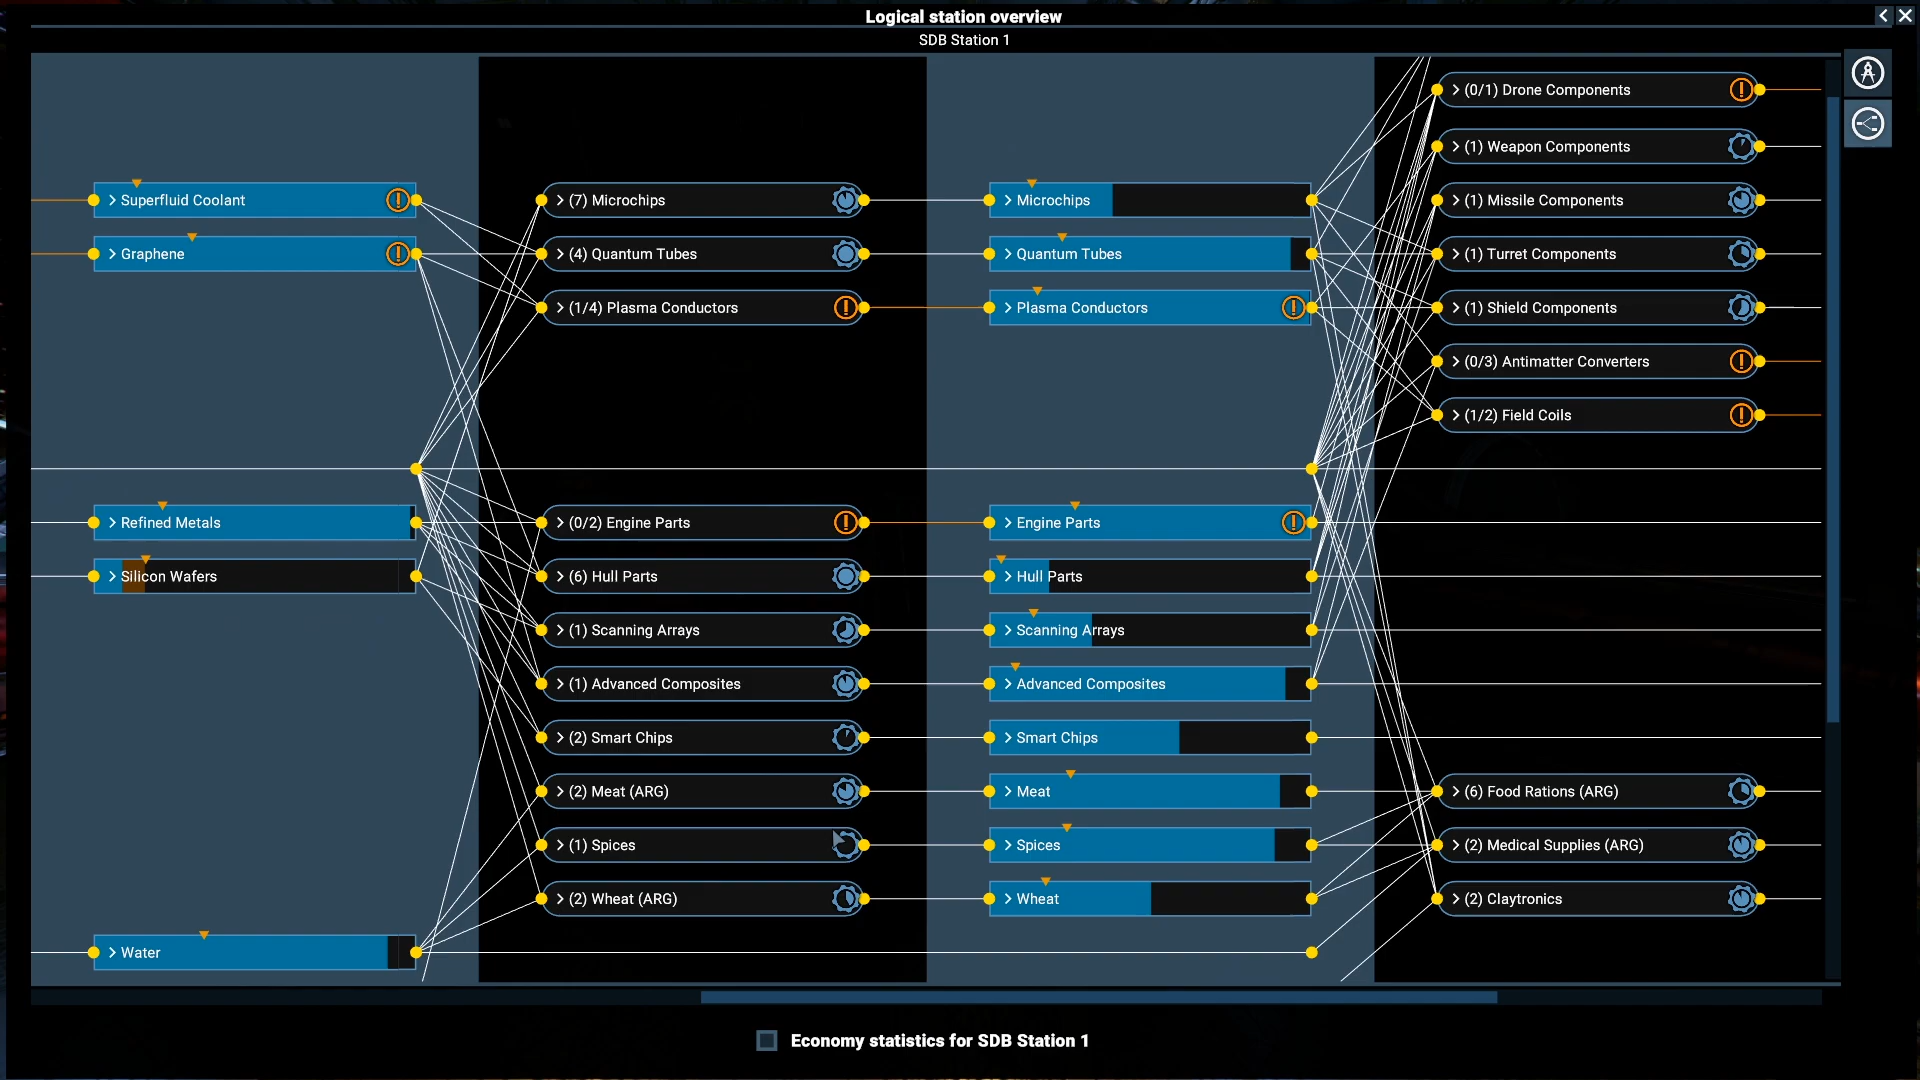 Logical station overview
SDB Station 1
Superfluid Coolant
Graphene
Refined Metals
Silicon Wafers
Water
(7) Microchips
(4) Quantum Tubes
(1/4) Plasma Conductors
(0/2) Engine Parts
(6) Hull Parts
(1) Scanning Arrays
(1) Advanced Composites
(2) Smart Chips
(2) Meat (ARG)
(1) Spices
(2) Wheat (ARG)
Microchips
Quantum Tubes
Plasma Conductors
Engine Parts
Hull Parts
Scanning Arrays
Advanced Composites
Smart Chips
Meat
Spices
Wheat
(0/1) Drone Components
(1) Weapon Components
(1) Missile Components
(1) Turret Components
(1) Shield Components
(0/3) Antimatter Converters
(1/2) Field Coils
(6) Food Rations (ARG)
(2) Medical Supplies (ARG)
(2) Claytronics
Economy statistics for SDB Station 1